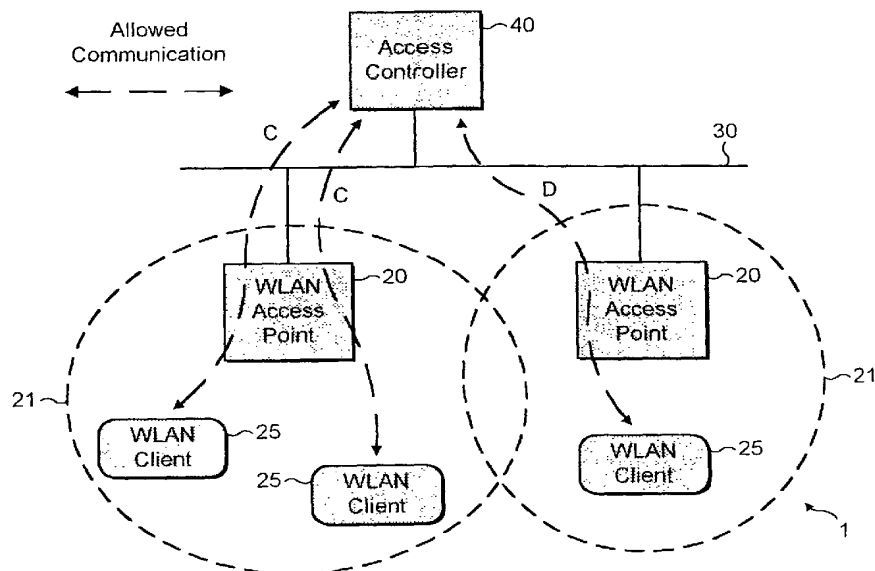 Allowed
Communication
40
Access
Controller
C
30
C
D
20
WLAN
Access
Point
20
WLAN
Access
Point
21
21
WLAN
Client
25
25
WLAN
Client
WLAN
Client
25
1